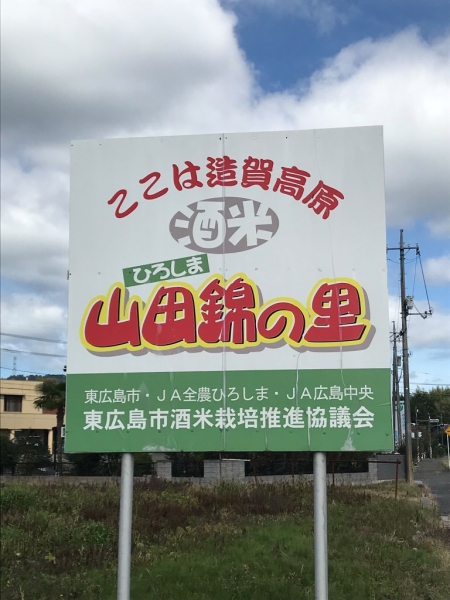 ここは造賀高原
酒米
ひろしま
山田錦の里
東広島市・JA全農ひろしま・JA広島中央
東広島市酒米栽培推進協議会